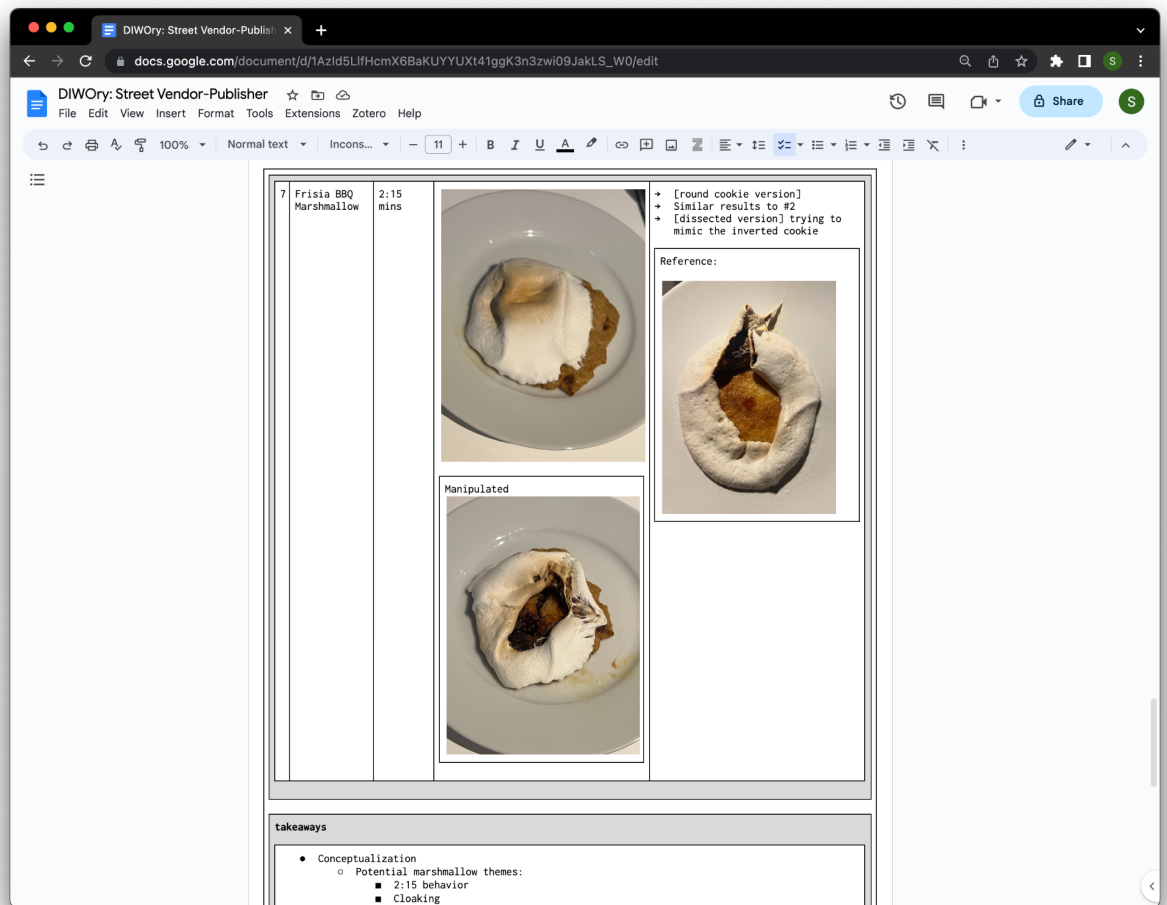 DIWOry: Street Vendor-Publish
docs.google.com/document/d/1AzId5LlfHcmX6BaKUYYUXt41ggK3n3zwi09JakLS_W0/edit
S
DIWOry: Street Vendor-Publisher
File Edit View Insert Format Tools Extensions Zotero Help
Share
S
100% Normal text Incons... 11 B I U A Z
7 Frisia BBQ Marshmallow
2:15 mins
→ [round cookie version]
→ Similar results to #2
→ [dissected version] trying to
mimic the inverted cookie
Reference:
Manipulated
takeaways
● Conceptualization
○ Potential marshmallow themes:
■ 2:15 behavior
■ Cloaking